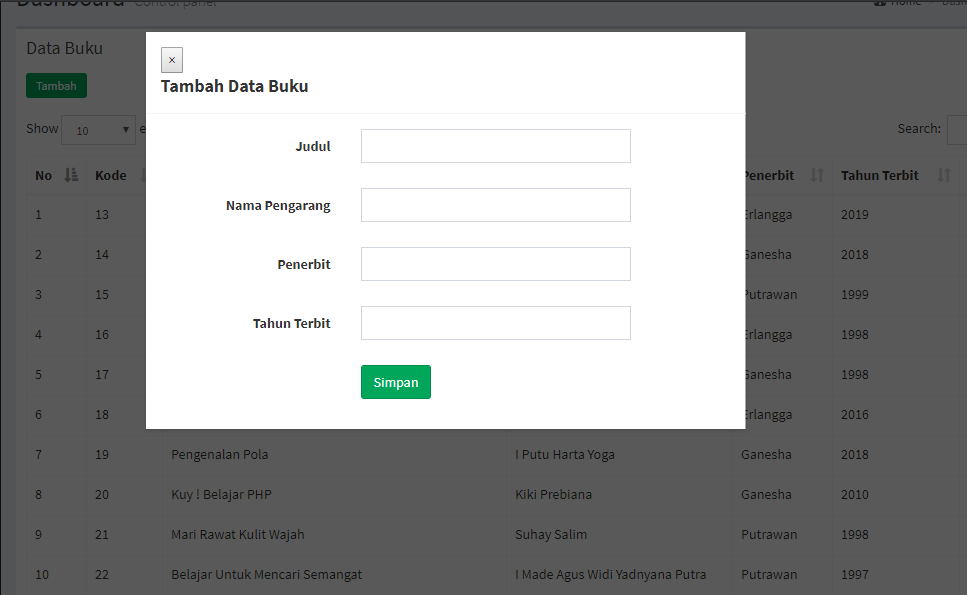 Dashboard Control panel
Home > Dash
Data Buku
Tambah
×
Tambah Data Buku
Show 10 e
Search:
Judul
Nama Pengarang
Penerbit
Tahun Terbit
Simpan
No Kode Penerbit Tahun Terbit
1 13 Erlangga 2019
2 14 Ganesha 2018
3 15 Putrawan 1999
4 16 Erlangga 1998
5 17 Ganesha 1998
6 18 Erlangga 2016
7 19 Pengenalan Pola I Putu Harta Yoga Ganesha 2018
8 20 Kuy ! Belajar PHP Kiki Prebiana Ganesha 2010
9 21 Mari Rawat Kulit Wajah Suhay Salim Putrawan 1998
10 22 Belajar Untuk Mencari Semangat I Made Agus Widi Yadnyana Putra Putrawan 1997